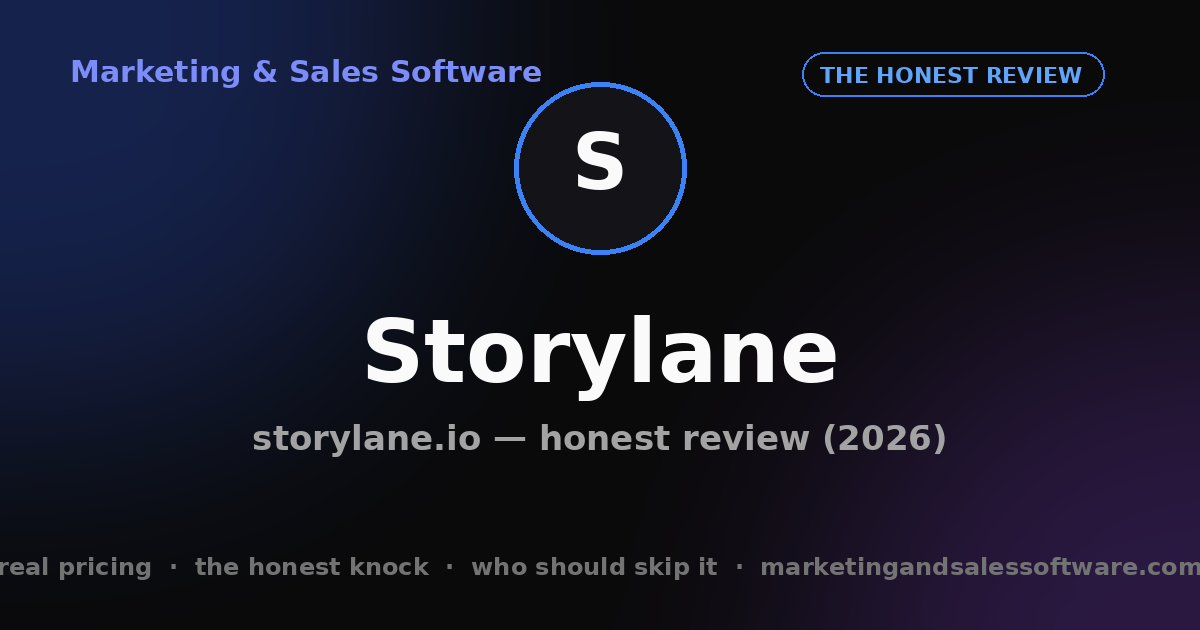 Marketing & Sales Software
THE HONEST REVIEW
S
Storylane
storylane.io — honest review (2026)
real pricing · the honest knock · who should skip it · marketingandsalessoftware.com